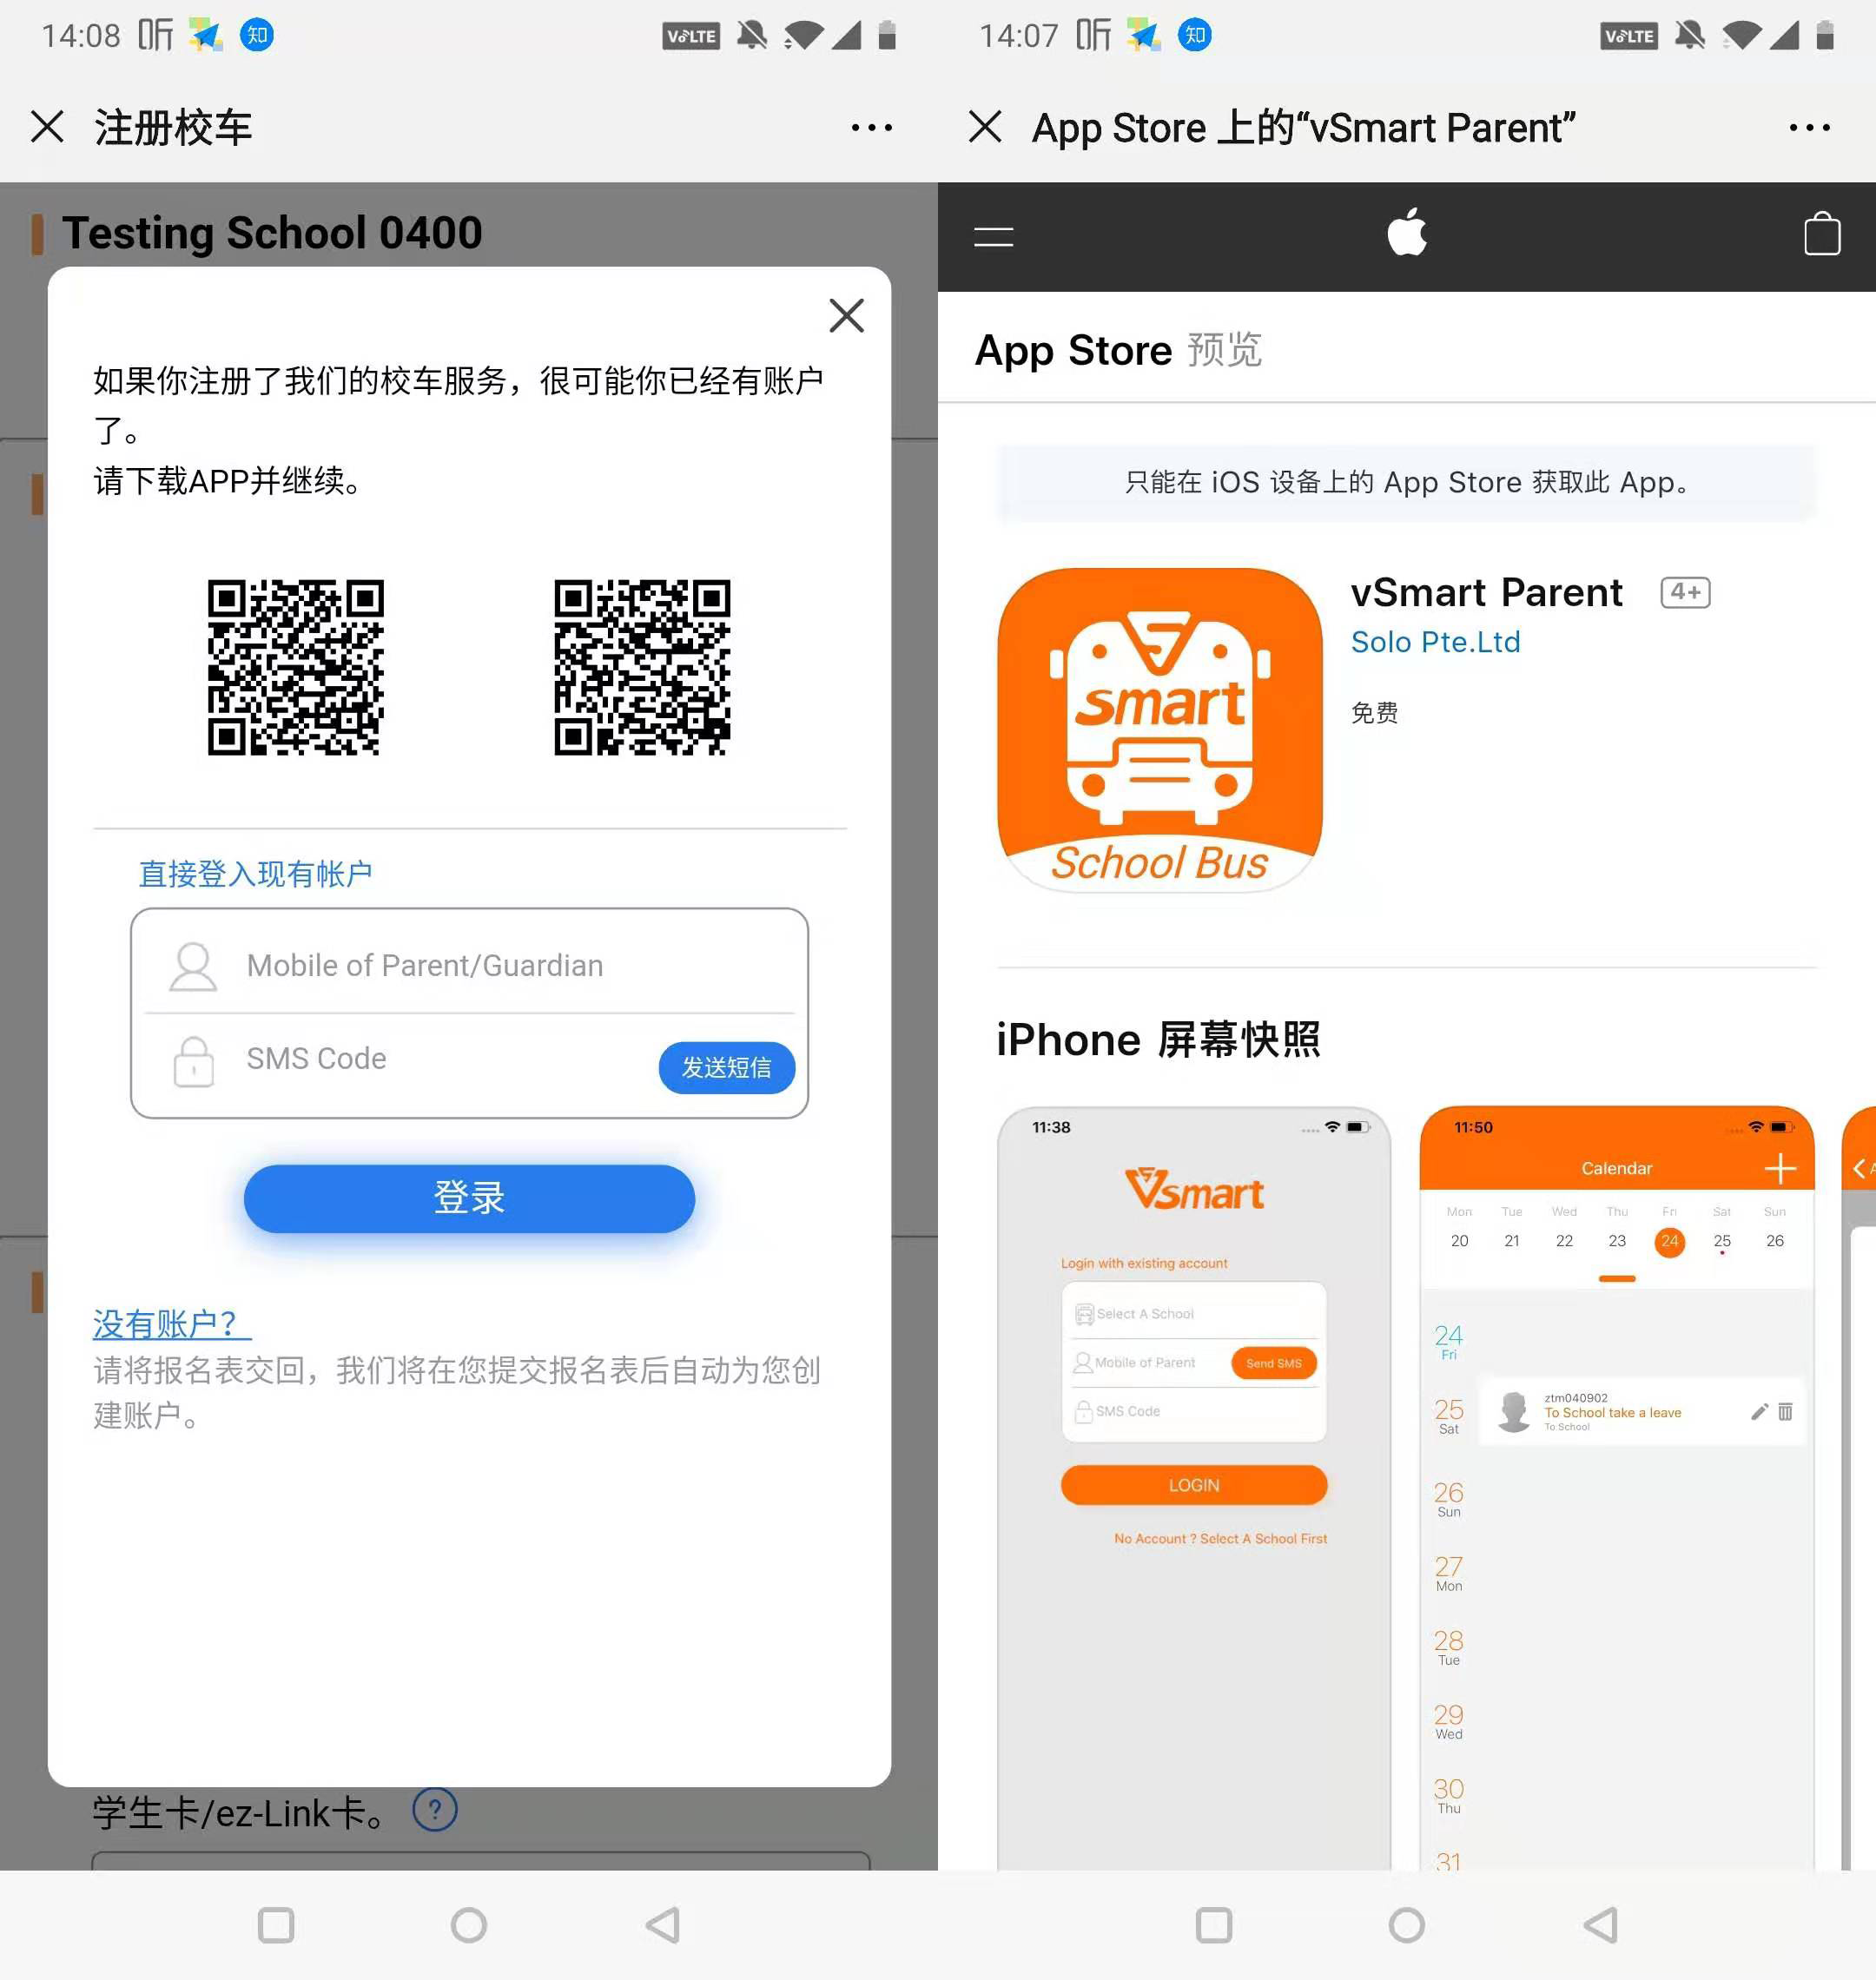 14:08 听 知 VoLTE
注册校车
Testing School 0400
如果你注册了我们的校车服务，很可能你已经有账户
了。
请下载APP并继续。
直接登入现有帐户
Mobile of Parent/Guardian
SMS Code
发送短信
登录
没有账户？
请将报名表交回，我们将在您提交报名表后自动为您创
建账户。
学生卡/ez-Link卡。 ?
14:07 听 知 VoLTE
App Store 上的“vSmart Parent”
App Store 预览
只能在 iOS 设备上的 App Store 获取此 App。
smart
School Bus
vSmart Parent 4+
Solo Pte.Ltd
免费
iPhone 屏幕快照
11:38
Vsmart
Login with existing account
Select A School
Mobile of Parent
Send SMS
SMS Code
LOGIN
No Account ? Select A School First
11:50
Calendar
Mon Tue Wed Thu Fri Sat Sun
20 21 22 23 24 25 26
24
Fri
25
Sat
ztm040902
To School take a leave
To School
26
Sun
27
Mon
28
Tue
29
Wed
30
Thu
31